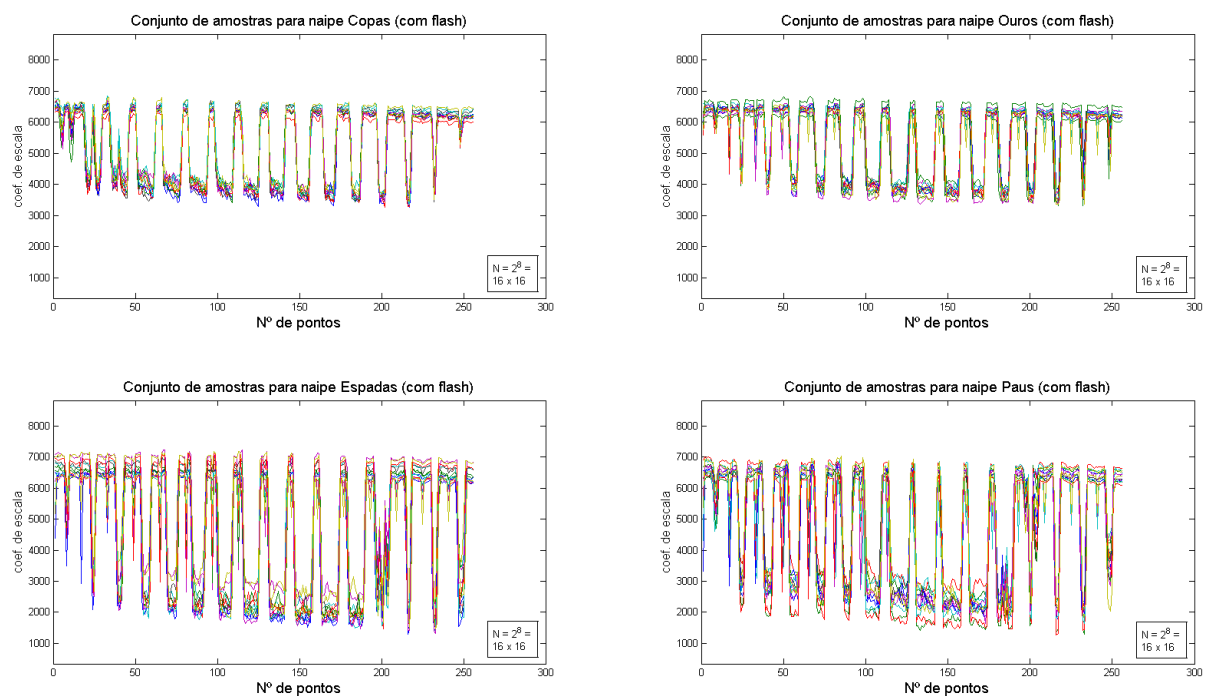 Conjunto de amostras para naipe Copas (com flash)
8000
7000
6000
5000
4000
3000
2000
1000
coef. de escala
0 50 100 150 200 250 300
Nº de pontos
N = 2⁸ =
16 x 16
Conjunto de amostras para naipe Ouros (com flash)
8000
7000
6000
5000
4000
3000
2000
1000
coef. de escala
0 50 100 150 200 250 300
Nº de pontos
N = 2⁸ =
16 x 16
Conjunto de amostras para naipe Espadas (com flash)
8000
7000
6000
5000
4000
3000
2000
1000
coef. de escala
0 50 100 150 200 250 300
Nº de pontos
N = 2⁸ =
16 x 16
Conjunto de amostras para naipe Paus (com flash)
8000
7000
6000
5000
4000
3000
2000
1000
coef. de escala
0 50 100 150 200 250 300
Nº de pontos
N = 2⁸ =
16 x 16